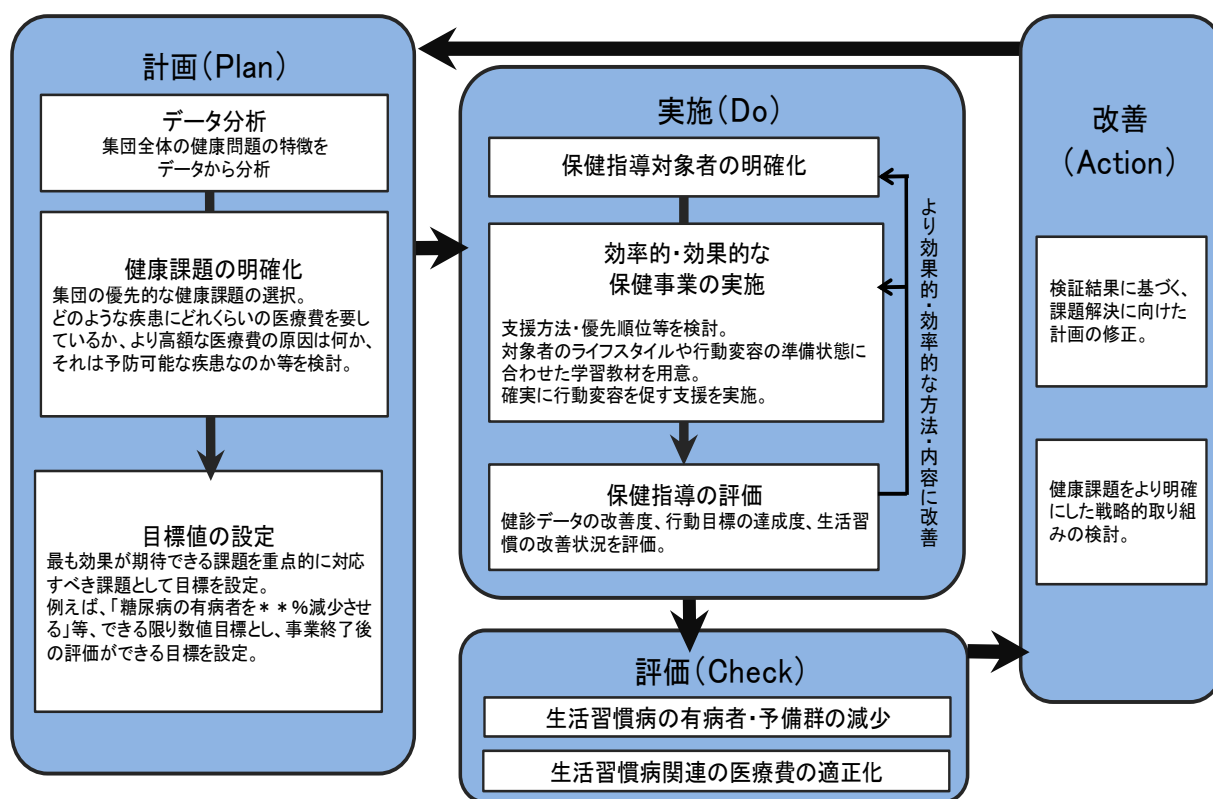 計画(Plan)
データ分析
集団全体の健康問題の特徴を
データから分析
健康課題の明確化
集団の優先的な健康課題の選択。
どのような疾患にどれくらいの医療費を要し
ているか、より高額な医療費の原因は何か、
それは予防可能な疾患なのか等を検討。
目標値の設定
最も効果が期待できる課題を重点的に対応
すべき課題として目標を設定。
例えば、「糖尿病の有病者を**%減少させ
る」等、できる限り数値目標とし、事業終了後
の評価ができる目標を設定。
実施(Do)
保健指導対象者の明確化
効率的・効果的な
保健事業の実施
支援方法・優先順位等を検討。
対象者のライフスタイルや行動変容の準備状態に
合わせた学習教材を用意。
確実に行動変容を促す支援を実施。
保健指導の評価
健診データの改善度、行動目標の達成度、生活習
慣の改善状況を評価。
より効果的・効率的な方法・内容に改善
評価(Check)
生活習慣病の有病者・予備群の減少
生活習慣病関連の医療費の適正化
改善
(Action)
検証結果に基づく、
課題解決に向けた
計画の修正。
健康課題をより明確
にした戦略的取り組
みの検討。